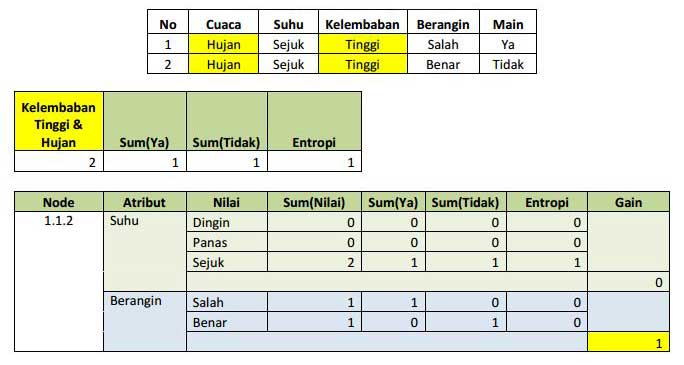 No Cuaca Suhu Kelembaban Berangin Main
1 Hujan Sejuk Tinggi Salah Ya
2 Hujan Sejuk Tinggi Benar Tidak
Kelembaban
Tinggi &
Hujan Sum(Ya) Sum(Tidak) Entropi
2 1 1 1
Node Atribut Nilai Sum(Nilai) Sum(Ya) Sum(Tidak) Entropi Gain
1.1.2 Suhu Dingin 0 0 0 0
Panas 0 0 0 0
Sejuk 2 1 1 1
0
Berangin Salah 1 1 0 0
Benar 1 0 1 0
1